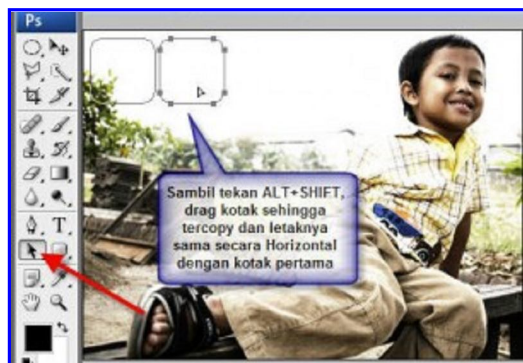 Ps
T
Sambil tekan ALT+SHIFT,
drag kotak sehingga
tercopy dan letaknya
sama secara Horizontal
dengan kotak pertama